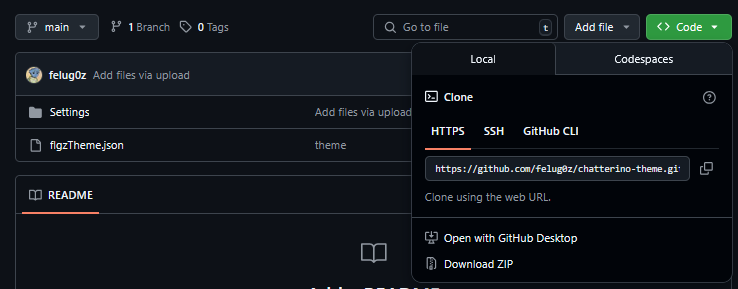 main 1 Branch 0 Tags Go to file t Add file Code
Local Codespaces
felug0z Add files via upload
Clone
Settings Add files via upload
HTTPS SSH GitHub CLI
flgzTheme.json theme
https://github.com/felug0z/chatterino-theme.gi
README
Clone using the web URL.
Open with GitHub Desktop
Download ZIP